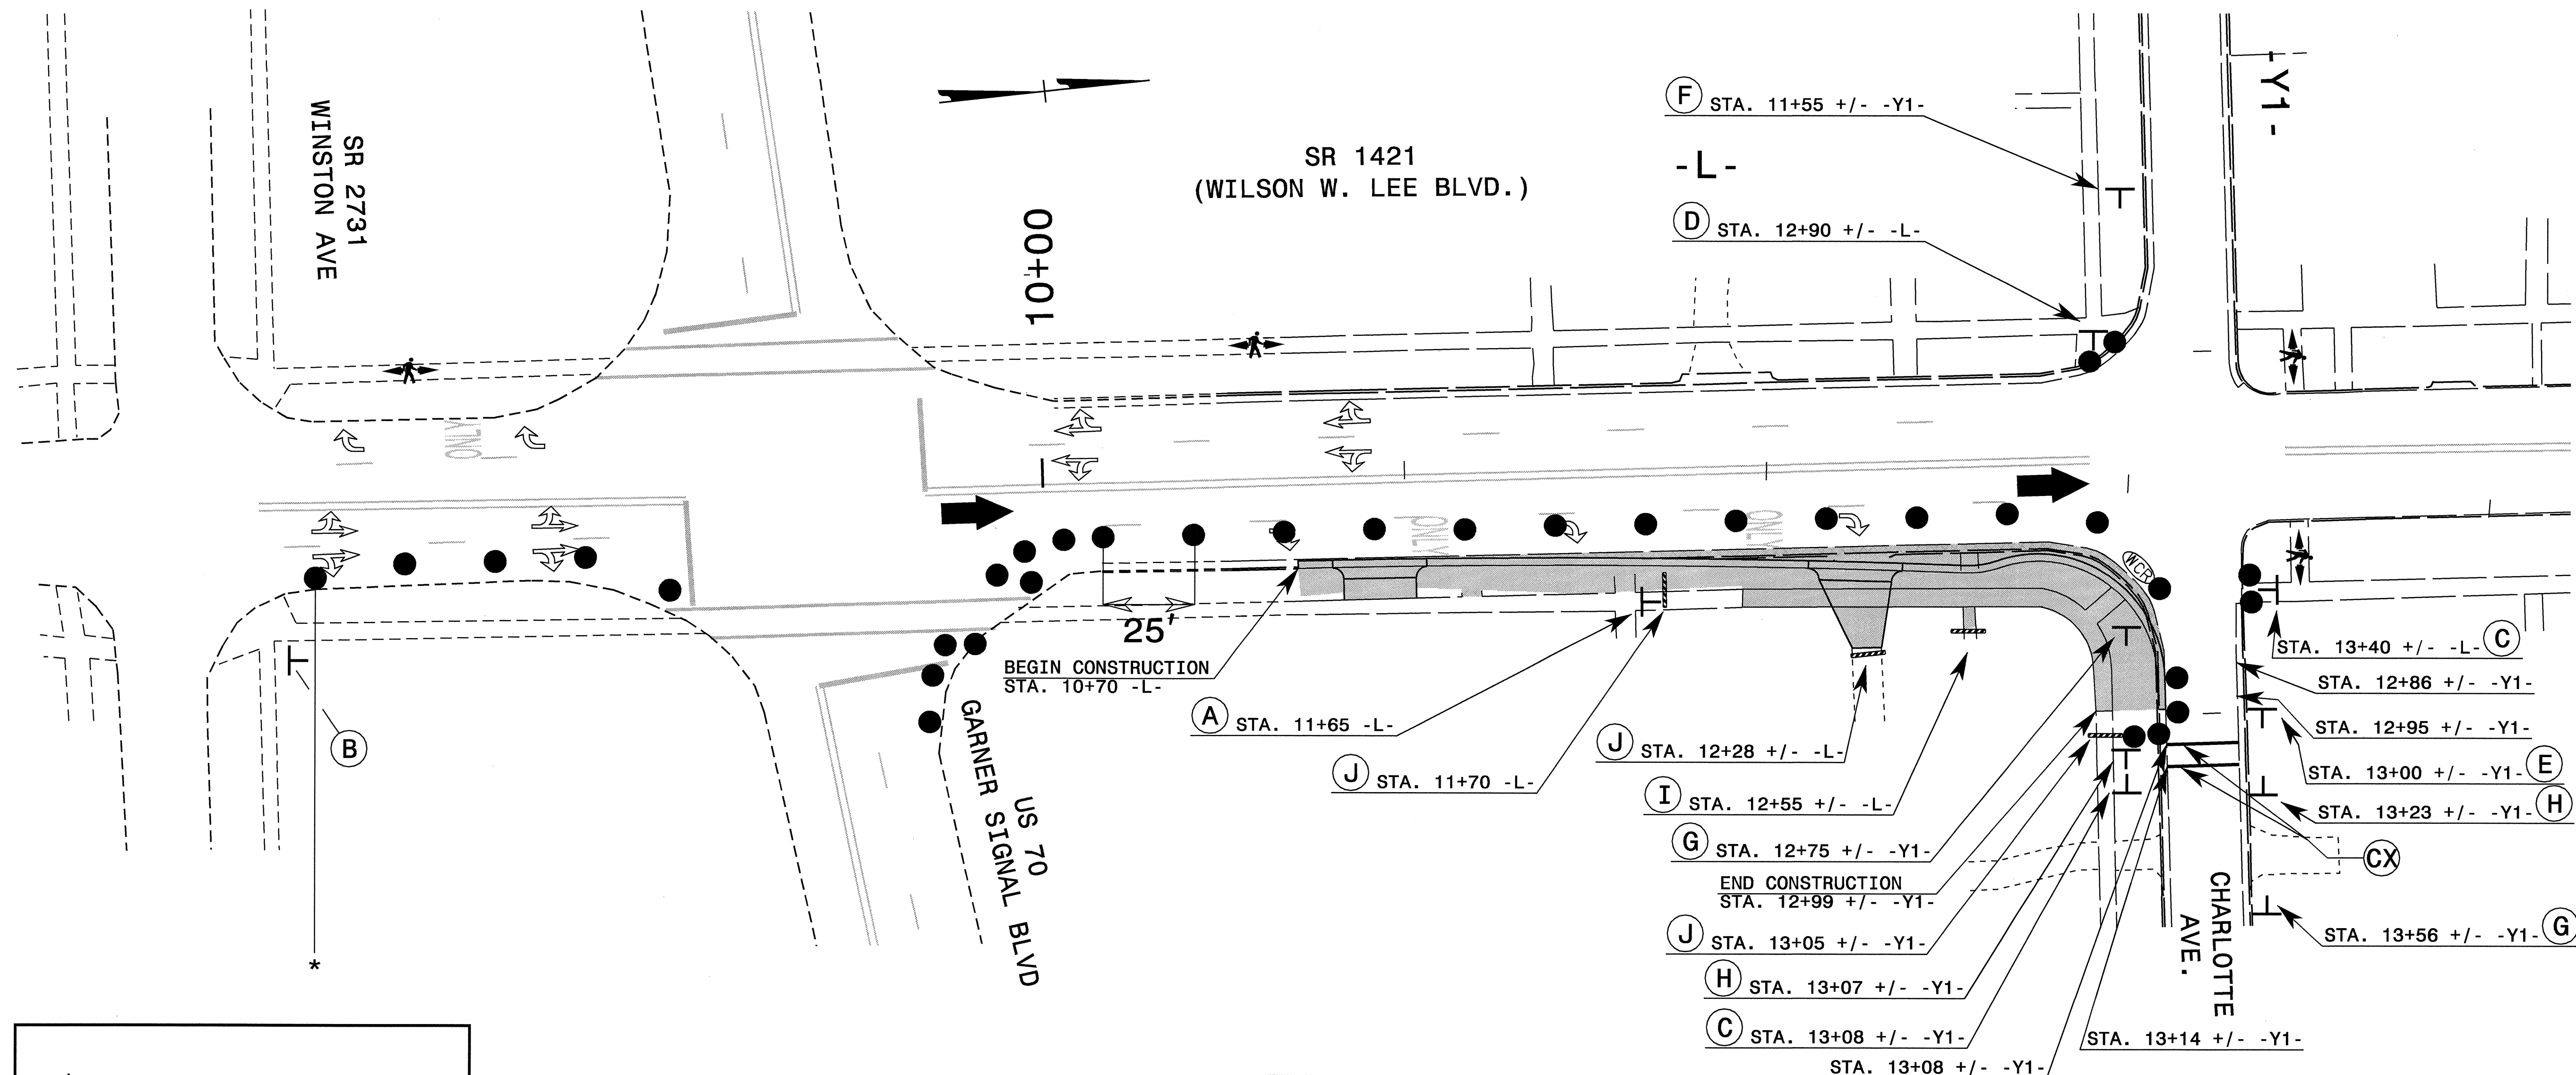 SR 2731
WINSTON AVE
10+00
SR 1421
(WILSON W. LEE BLVD.)
-L-
F STA. 11+55 +/- -Y1-
D STA. 12+90 +/- -L-
-Y1-
ONLY
ONLY
ONLY
WCR
25'
BEGIN CONSTRUCTION
STA. 10+70 -L-
B
*
US 70
GARNER SIGNAL BLVD
A STA. 11+65 -L-
J STA. 11+70 -L-
J STA. 12+28 +/- -L-
I STA. 12+55 +/- -L-
G STA. 12+75 +/- -Y1-
END CONSTRUCTION
STA. 12+99 +/- -Y1-
J STA. 13+05 +/- -Y1-
H STA. 13+07 +/- -Y1-
C STA. 13+08 +/- -Y1-
STA. 13+08 +/- -Y1-
STA. 13+14 +/- -Y1-
STA. 13+40 +/- -L- C
STA. 12+86 +/- -Y1-
STA. 12+95 +/- -Y1-
STA. 13+00 +/- -Y1- E
STA. 13+23 +/- -Y1- H
CX
STA. 13+56 +/- -Y1- G
CHARLOTTE
AVE.